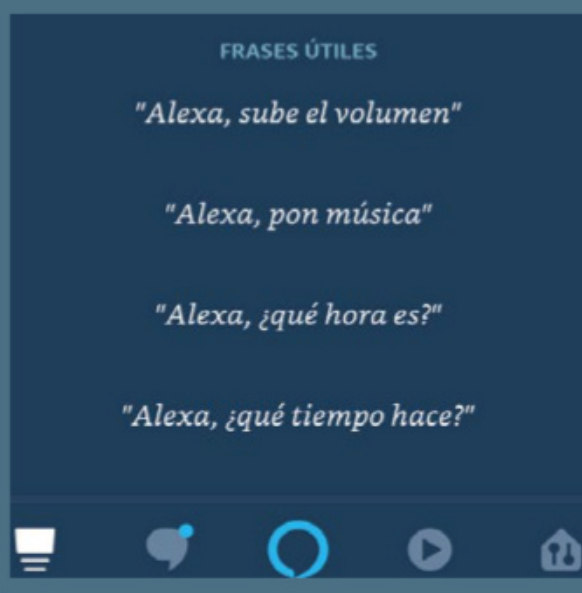 FRASES ÚTILES
"Alexa, sube el volumen"
"Alexa, pon música"
"Alexa, ¿qué hora es?"
"Alexa, ¿qué tiempo hace?"